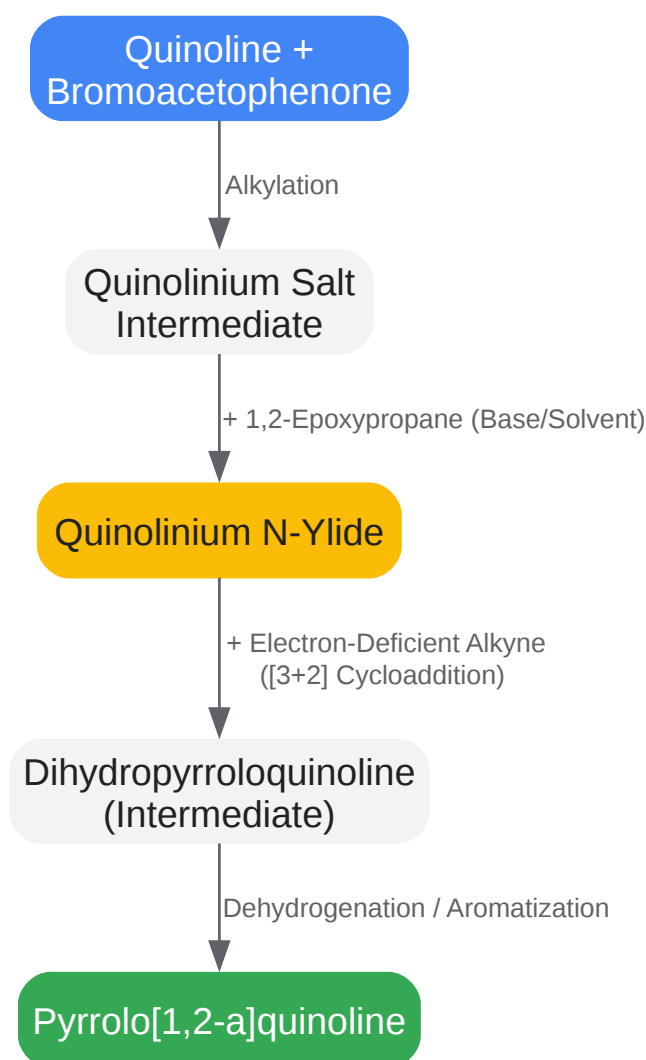 Quinoline +
Bromoacetophenone
Alkylation
Quinolinium Salt
Intermediate
+ 1,2-Epoxypropane (Base/Solvent)
Quinolinium N-Ylide
+ Electron-Deficient Alkyne
([3+2] Cycloaddition)
Dihydropyrroloquinoline
(Intermediate)
Dehydrogenation / Aromatization
Pyrrolo[1,2-a]quinoline